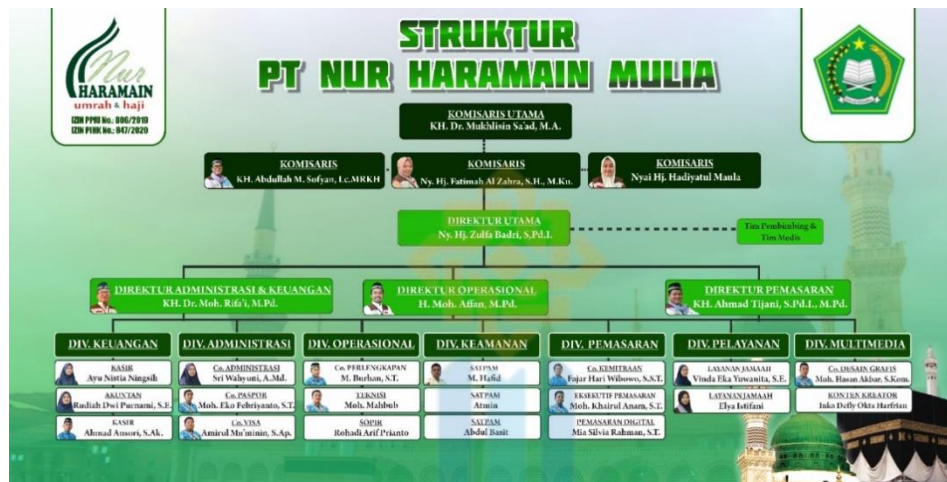 STRUKTUR
PT NUR HARAMAIN MULIA
Nur
HARAMAIN
umrah & haji
IZIN PPIU No.: 806/2019
IZIN PIHK No.: 847/2020
KOMISARIS UTAMA
KH. Dr. Mukhlisin Sa'ad, M.A.
KOMISARIS
KH. Abdullah M. Sofyan, Lc.MRKH
KOMISARIS
Ny. Hj. Fatimah Al Zahra, S.H., M.Kn.
KOMISARIS
Nyai Hj. Hadiyatul Maula
DIREKTUR UTAMA
Ny. Hj. Zulfa Badri, S.Pd.I.
Tim Pembimbing &
Tim Medis
DIREKTUR ADMINISTRASI & KEUANGAN
KH. Dr. Moh. Rifa'i, M.Pd.
DIREKTUR OPERASIONAL
H. Moh. Affan, M.Pd.
DIREKTUR PEMASARAN
KH. Ahmad Tijani, S.Pd.I., M.Pd.
DIV. KEUANGAN
KASIR
Ayu Nistia Ningsih
AKUNTAN
Rudiah Dwi Purnami, S.E.
KASIR
Ahmad Ansori, S.Ak.
DIV. ADMINISTRASI
Co. ADMINISTRASI
Sri Wahyuni, A.Md.
Co. PASPOR
Moh. Eko Febriyanto, S.T.
Co. VISA
Amirul Mu'minin, S.Ap.
DIV. OPERASIONAL
Co. PERLENGKAPAN
M. Burhan, S.T.
TEKNISI
Moh. Mahbub
SOPIR
Rohadi Arif Prianto
DIV. KEAMANAN
SATPAM
M. Hafid
SATPAM
Atmin
SATPAM
Abdul Basit
DIV. PEMASARAN
Co. KEMITRAAN
Fajar Hari Wibowo, S.S.T.
EKSEKUTIF PEMASARAN
Moh. Khairul Anam, S.T.
PEMASARAN DIGITAL
Mia Silvia Rahman, S.T.
DIV. PELAYANAN
LAYANAN JAMAAH
Vinda Eka Yuwanita, S.E.
LAYANAN JAMAAH
Elya Istifani
DIV. MULTIMEDIA
Co. DESAIN GRAFIS
Moh. Hasan Akbar, S.Kom.
KONTEN KREATOR
Inka Defly Okta Harfrian